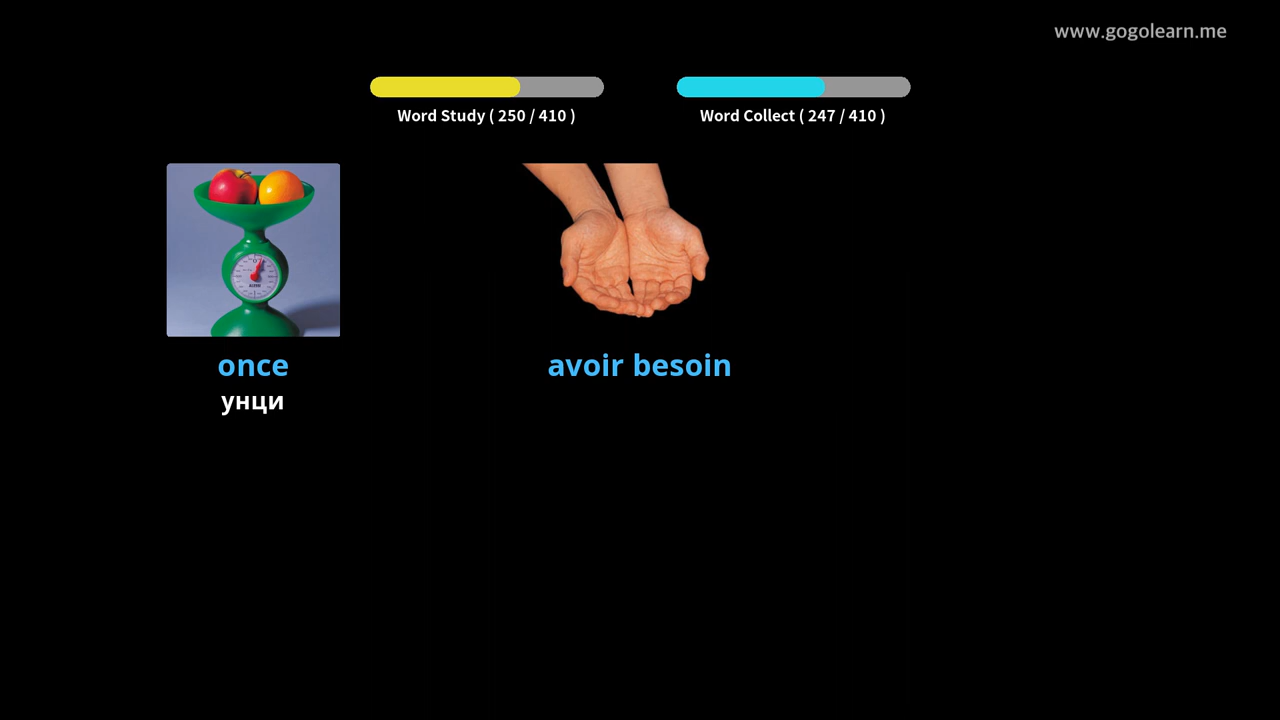 www.gogolearn.me
Word Study ( 250 / 410 )
Word Collect ( 247 / 410 )
once
avoir besoin
унци